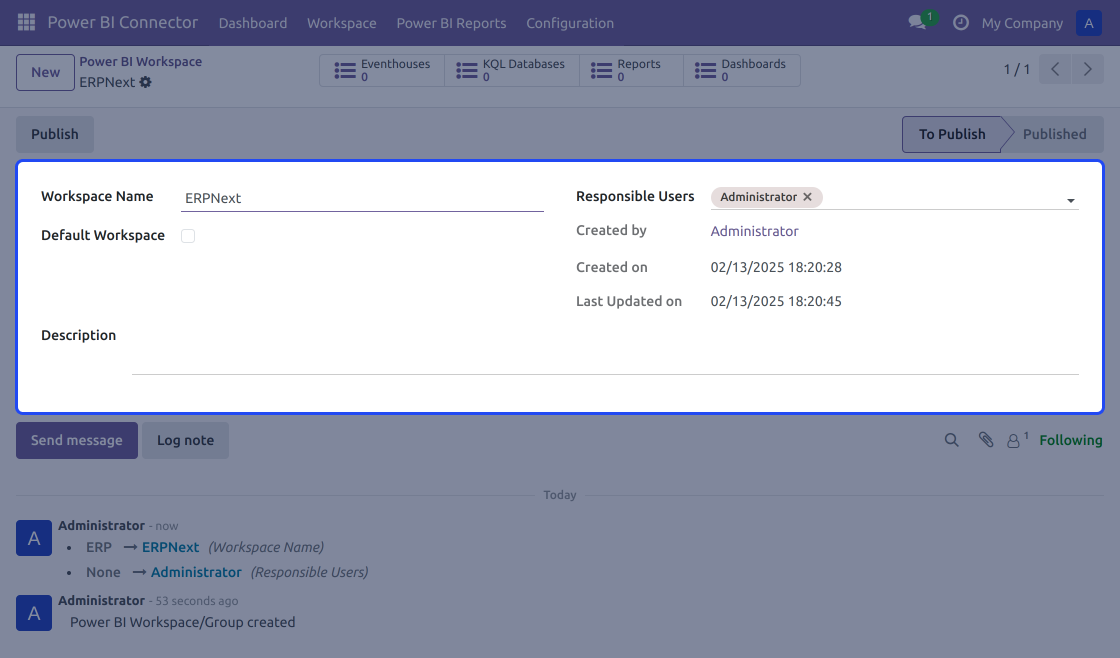 Power BI Connector Dashboard Workspace Power BI Reports Configuration 1 My Company A
New Power BI Workspace
ERPNext
Eventhouses 0 KQL Databases 0 Reports 0 Dashboards 0
1 / 1
Publish To Publish Published
Workspace Name ERPNext
Responsible Users Administrator ✕
Default Workspace
Created by Administrator
Created on 02/13/2025 18:20:28
Last Updated on 02/13/2025 18:20:45
Description
Send message Log note 1 Following
Today
A Administrator - now
• ERP → ERPNext (Workspace Name)
• None → Administrator (Responsible Users)
A Administrator - 53 seconds ago
Power BI Workspace/Group created